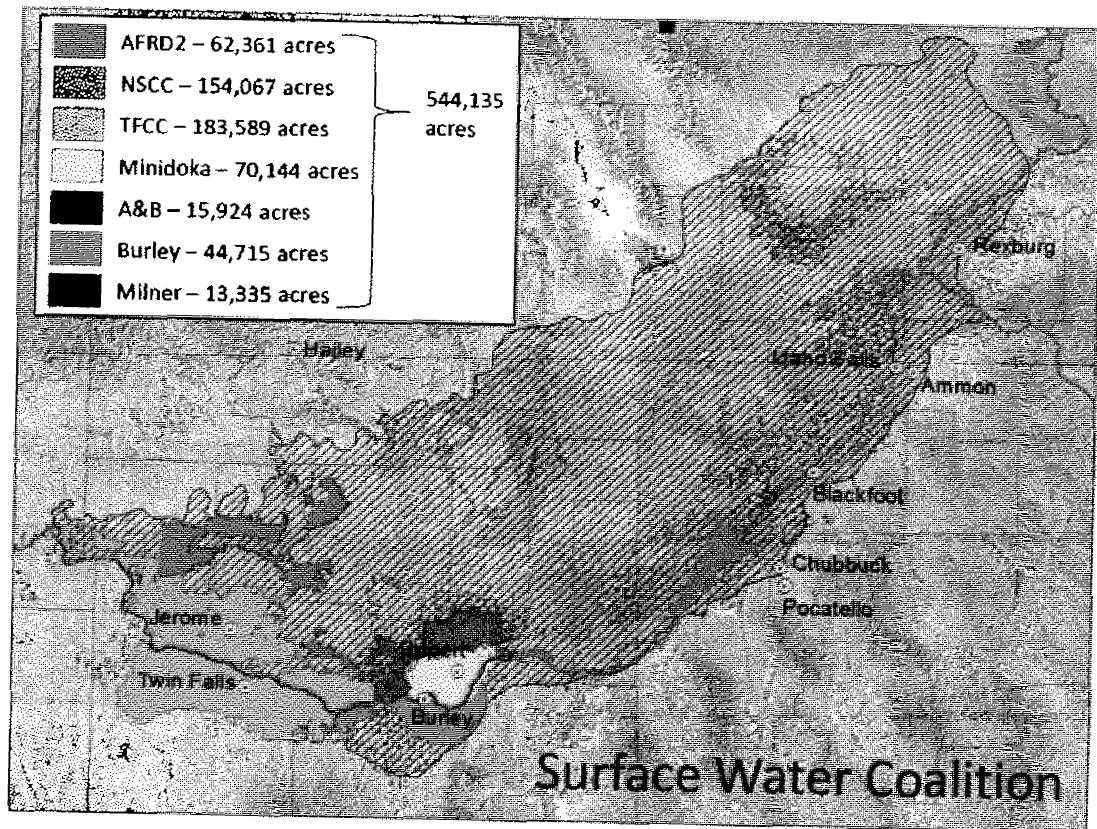 AFRD2 – 62,361 acres
NSCC – 154,067 acres
TFCC – 183,589 acres
Minidoka – 70,144 acres
A&B – 15,924 acres
Burley – 44,715 acres
Milner – 13,335 acres
544,135
acres
Rexburg
Hailey
Idaho Falls
Ammon
Blackfoot
Chubbuck
Pocatello
Jerome
Rupert
Twin Falls
Burley
Surface Water Coalition